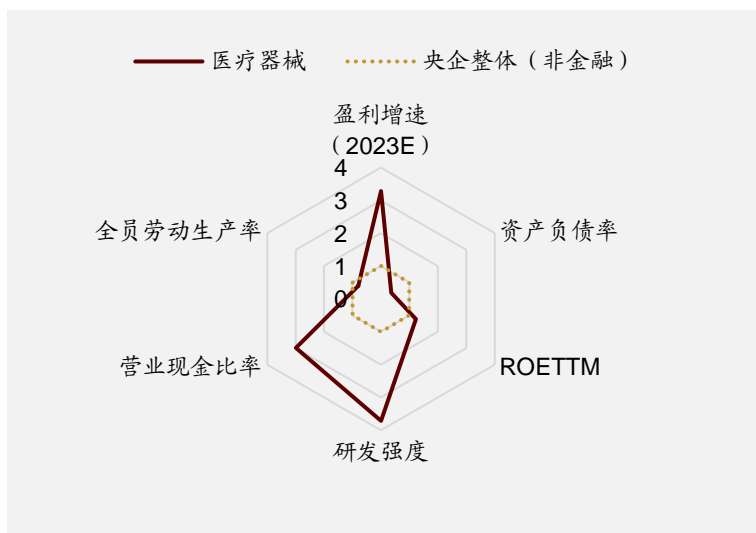 医疗器械 央企整体（非金融）
盈利增速
（2023E）
4
3
2
1
0
全员劳动生产率 资产负债率
营业现金比率 ROETTM
研发强度